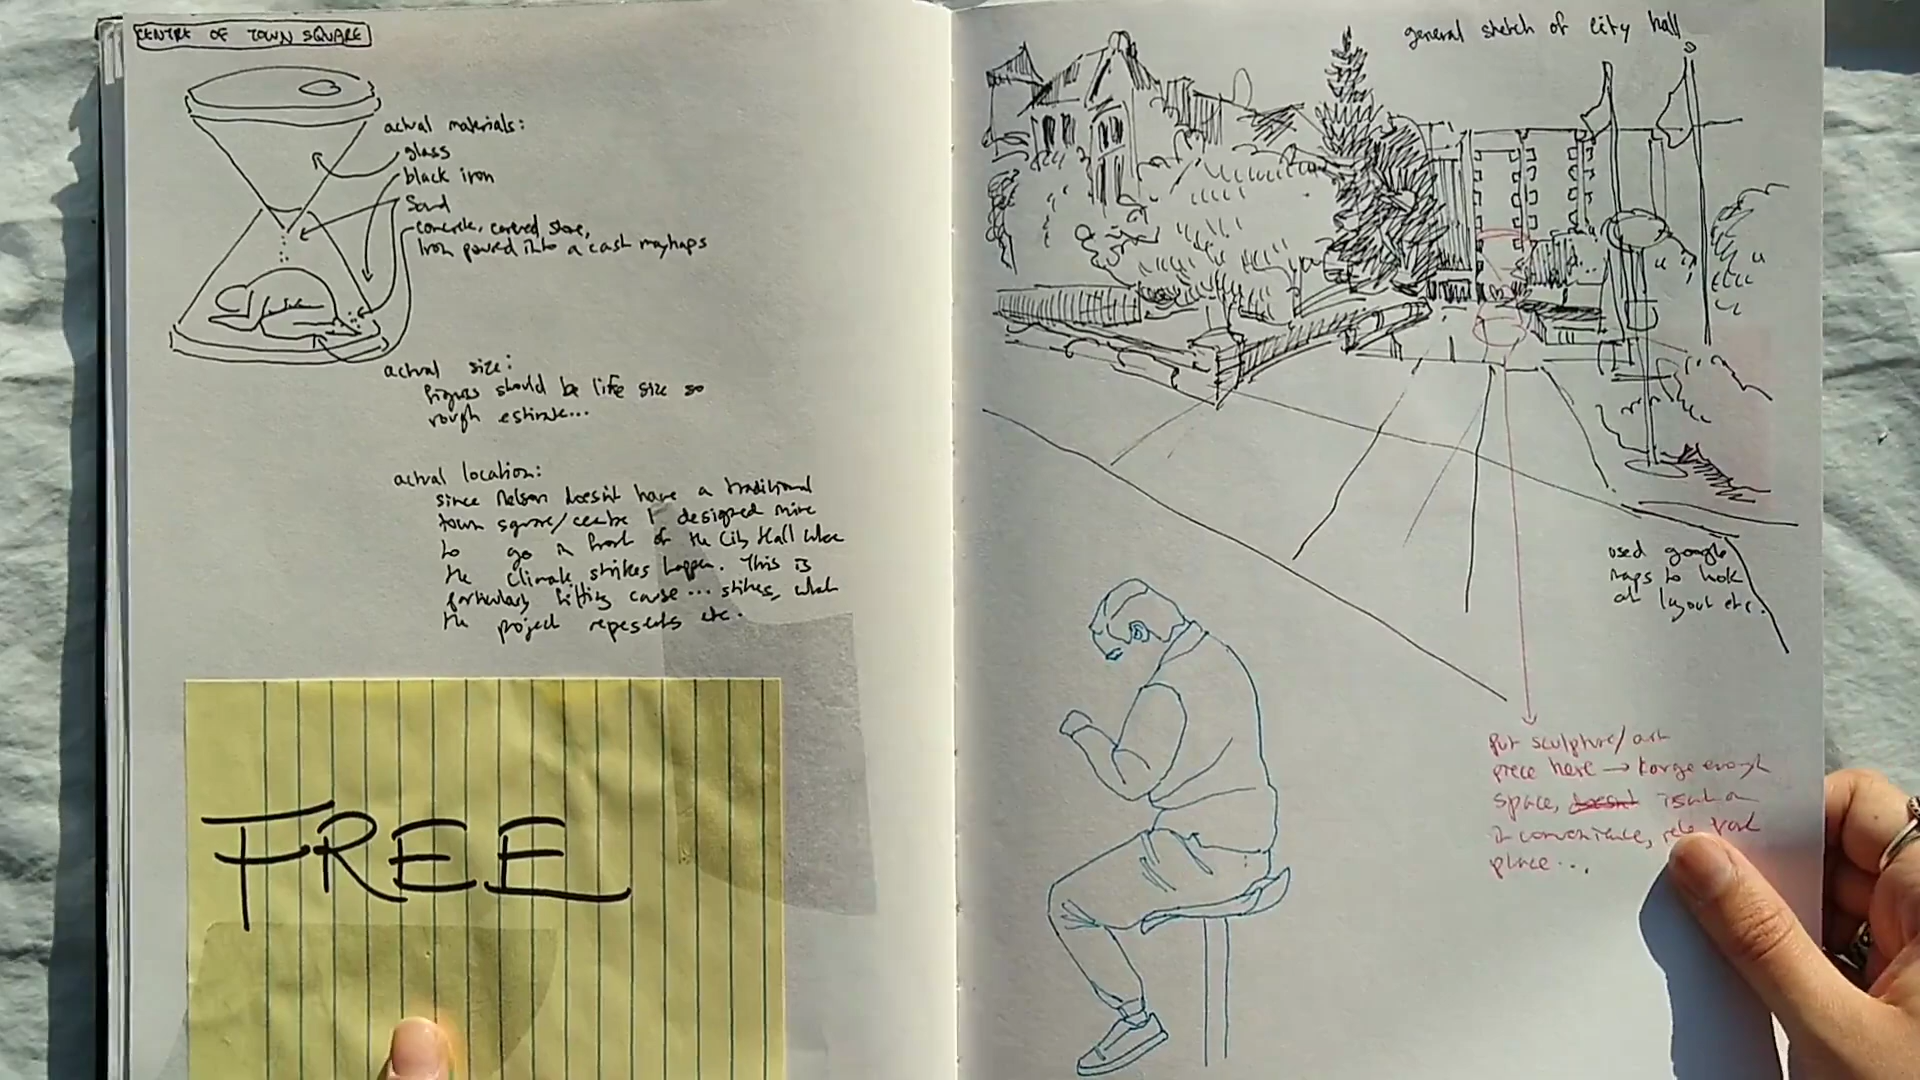 CENTRE OF TOWN SQUARE
actual materials:
glass
black iron
Sand
concrete, carved stone,
Iron poured into a cast mayhaps
actual size:
figures should be life size so
rough estimate...
actual location:
since Nelson doesn't have a traditional
town square/centre I designed mine
to go in front of the City Hall where
the climate strikes happen. This is
particularly fitting cause... strikes, what
the project represents etc.
FREE
general sketch of city hall
used google
maps to look
at layout etc.
Put sculpture/art
piece here → large enough
space, doesnt isnt an
inconvenience,
place...